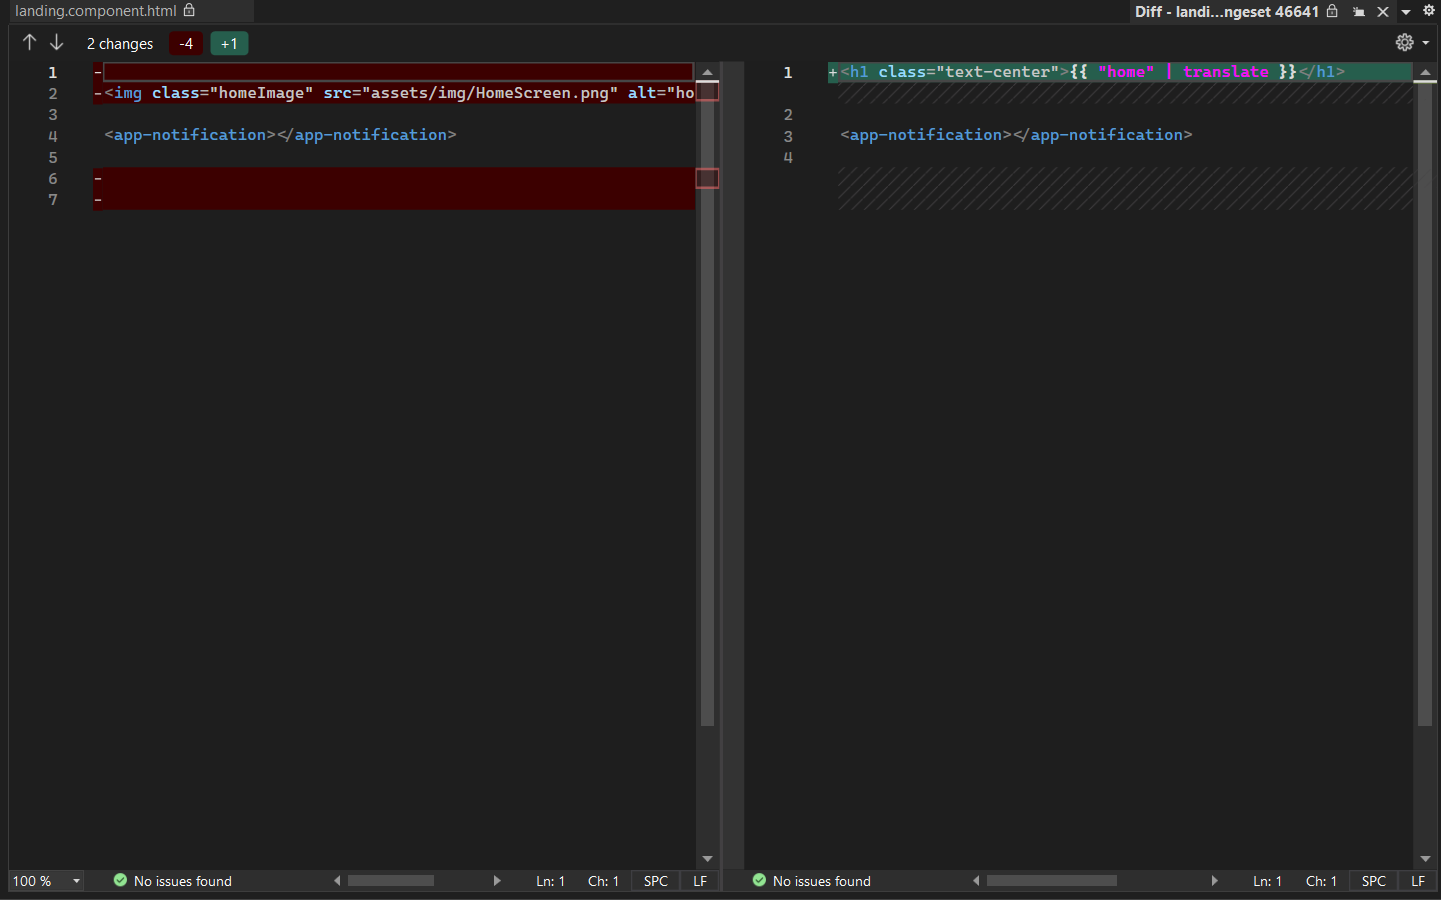 landing.component.html
Diff - landi...ngeset 46641
2 changes -4 +1
1 -
2 -<img class="homeImage" src="assets/img/HomeScreen.png" alt="ho
3
4 <app-notification></app-notification>
5
6 -
7 -
1 +<h1 class="text-center">{{ "home" | translate }}</h1>
2
3 <app-notification></app-notification>
4
100 % No issues found Ln: 1 Ch: 1 SPC LF
No issues found Ln: 1 Ch: 1 SPC LF